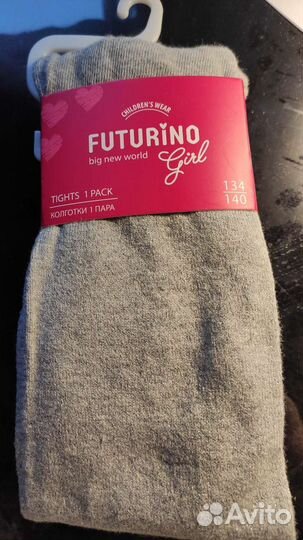 CHILDREN'S WEAR
FUTURINO
big new world
Girl
TIGHTS 1 PACK
КОЛГОТКИ 1 ПАРА
134
140
Avito